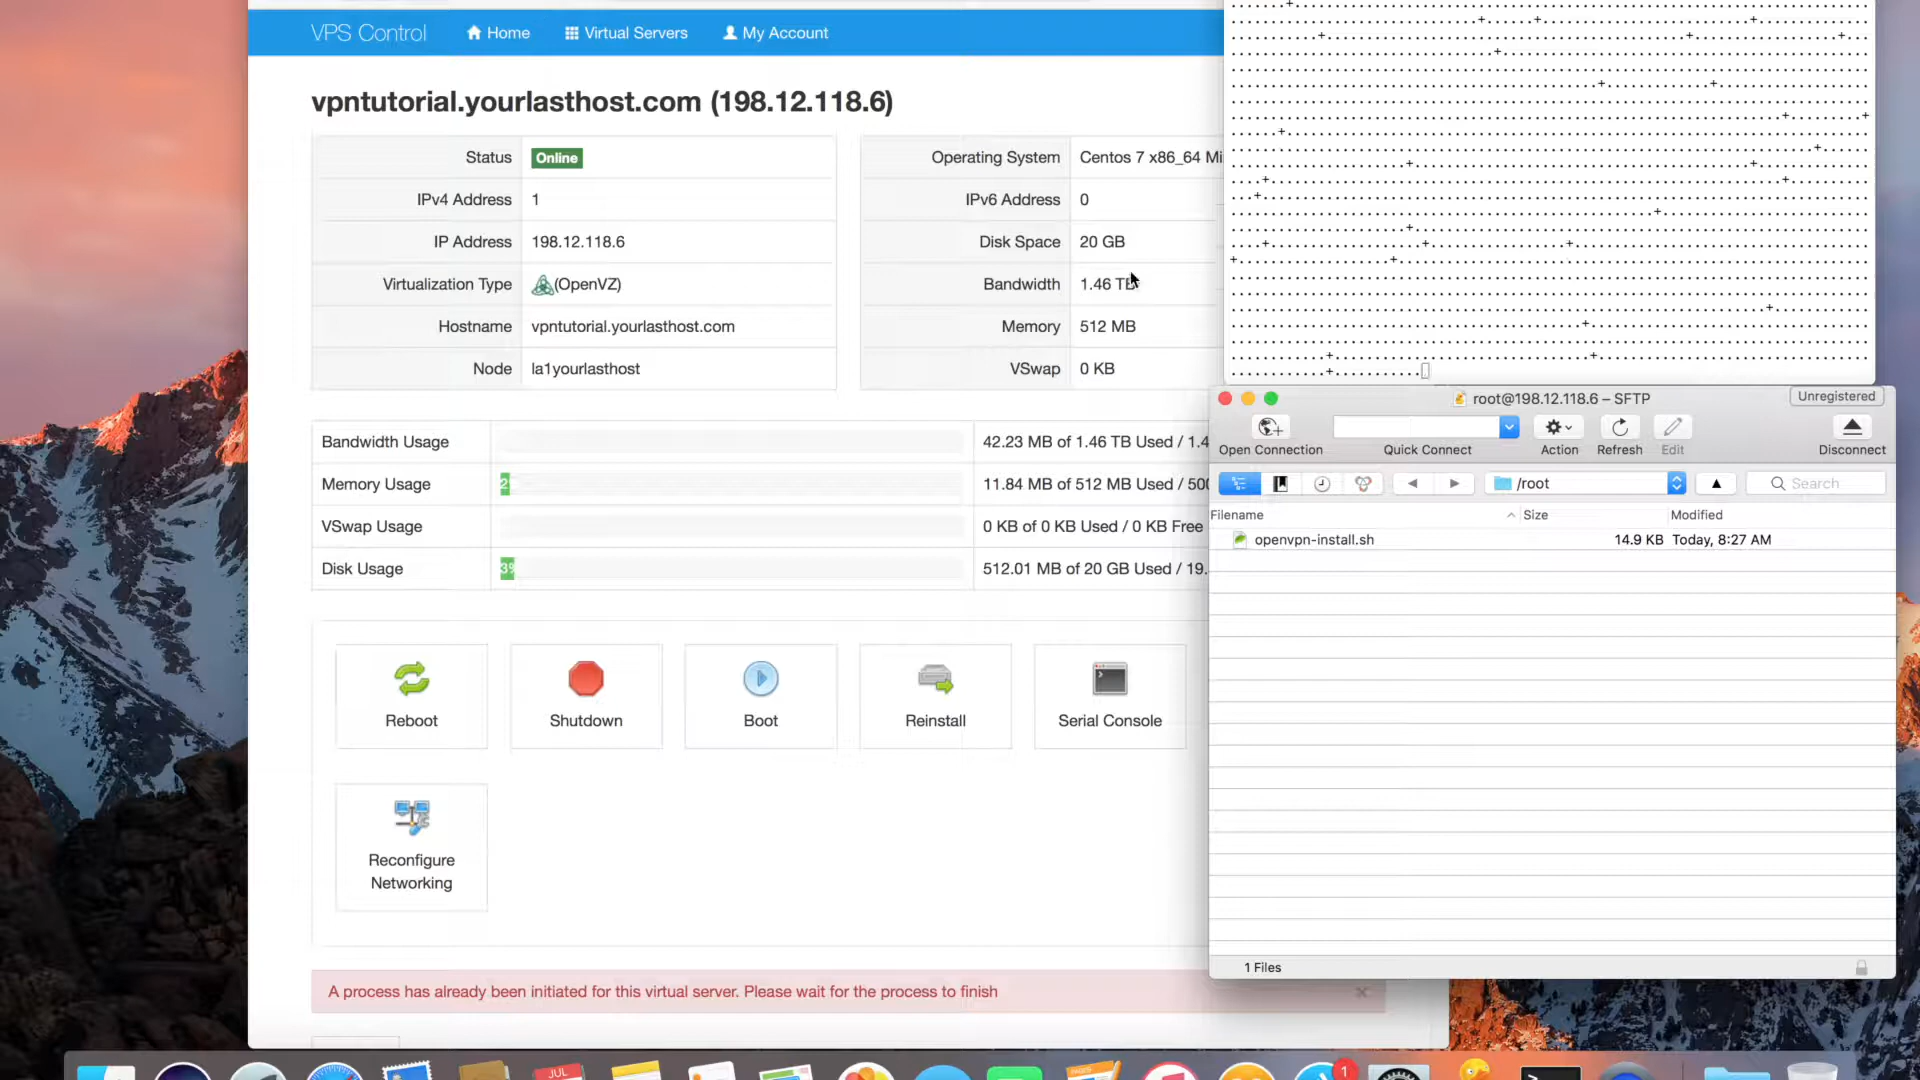 VPS Control
Home
Virtual Servers
My Account
vpntutorial.yourlasthost.com (198.12.118.6)
Status Online
IPv4 Address 1
IP Address 198.12.118.6
Virtualization Type (OpenVZ)
Hostname vpntutorial.yourlasthost.com
Node la1yourlasthost
Operating System Centos 7 x86_64 Mi
IPv6 Address 0
Disk Space 20 GB
Bandwidth 1.46 TB
Memory 512 MB
VSwap 0 KB
Bandwidth Usage 42.23 MB of 1.46 TB Used / 1.4
Memory Usage 2 11.84 MB of 512 MB Used / 500
VSwap Usage 0 KB of 0 KB Used / 0 KB Free
Disk Usage 3% 512.01 MB of 20 GB Used / 19.
Reboot
Shutdown
Boot
Reinstall
Serial Console
Reconfigure
Networking
A process has already been initiated for this virtual server. Please wait for the process to finish
root@198.12.118.6 – SFTP
Unregistered
Open Connection
Quick Connect
Action
Refresh
Edit
Disconnect
/root
Search
Filename Size Modified
openvpn-install.sh 14.9 KB Today, 8:27 AM
1 Files
JUL
PAGES
1